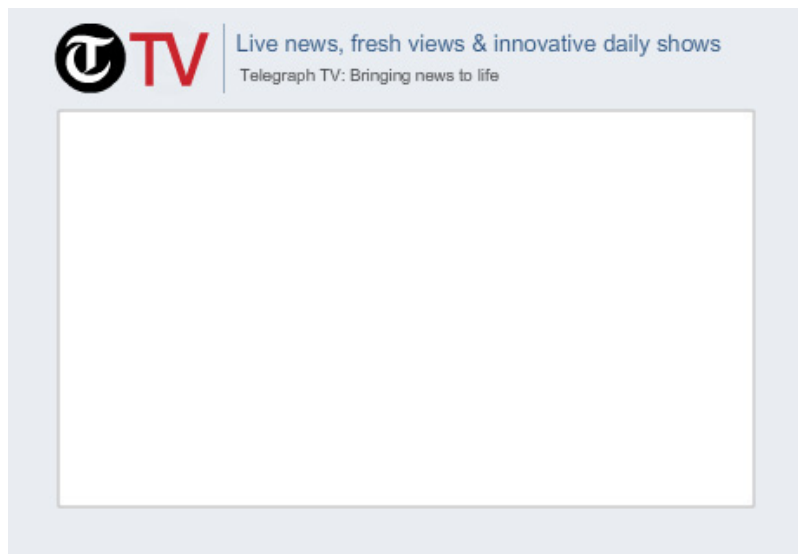 T TV
Live news, fresh views & innovative daily shows
Telegraph TV: Bringing news to life